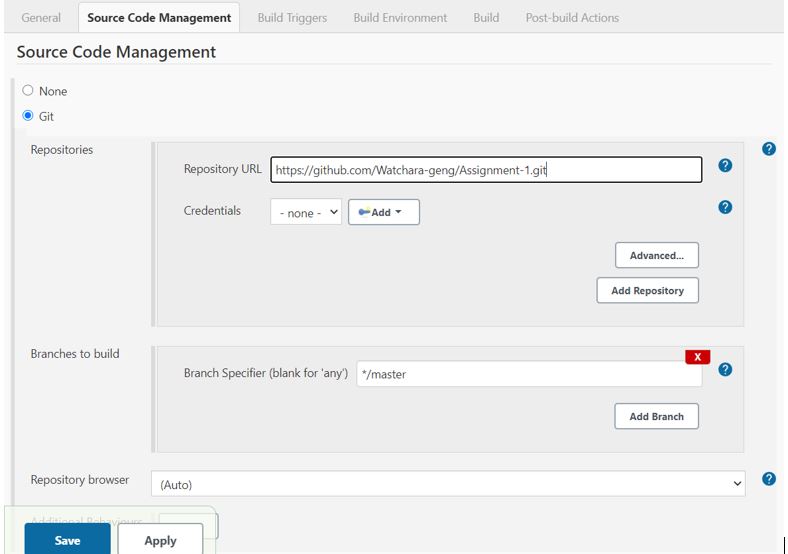 General Source Code Management Build Triggers Build Environment Build Post-build Actions
Source Code Management
None
Git
Repositories
Repository URL https://github.com/Watchara-geng/Assignment-1.git
Credentials - none - Add
Advanced...
Add Repository
Branches to build
X
Branch Specifier (blank for 'any') */master
Add Branch
Repository browser (Auto)
Additional Behaviours
Save Apply